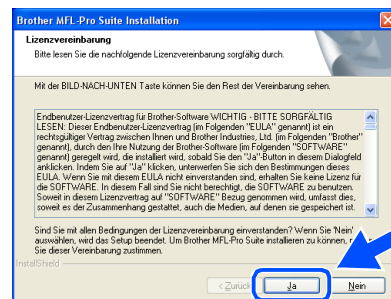 Brother MFL-Pro Suite Installation
Lizenzvereinbarung
Bitte lesen Sie die nachfolgende Lizenzvereinbarung sorgfältig durch.
Mit der BILD-NACH-UNTEN Taste können Sie den Rest der Vereinbarung sehen.
Endbenutzer-Lizenzvertrag für Brother-Software WICHTIG - BITTE SORGFÄLTIG
LESEN: Dieser Endbenutzer-Lizenzvertrag (im Folgenden "EULA" genannt) ist ein
rechtsgültiger Vertrag zwischen Ihnen und Brother Industries, Ltd. (im Folgenden "Brother"
genannt), durch den Ihre Nutzung der Brother-Software (im Folgenden "SOFTWARE"
genannt) geregelt wird, die installiert wird, sobald Sie den "Ja"-Button in diesem Dialogfeld
anklicken. Indem Sie auf "Ja" klicken, unterwerfen Sie sich den Bestimmungen dieses
EULA. Wenn Sie mit diesem EULA nicht einverstanden sind, erhalten Sie keine Lizenz für
die SOFTWARE. In diesem Fall sind Sie nicht berechtigt, die SOFTWARE zu benutzen.
Soweit in diesem Lizenzvertrag auf "SOFTWARE" Bezug genommen wird, umfasst dies,
soweit es der Zusammenhang gestattet, auch die Medien, auf denen sie gespeichert ist.
Sind Sie mit allen Bedingungen der Lizenzvereinbarung einverstanden? Wenn Sie 'Nein'
auswählen, wird das Setup beendet. Um Brother MFL-Pro Suite installieren zu können,
Sie dieser Vereinbarung zustimmen.
InstallShield
< Zurück
Ja
Nein